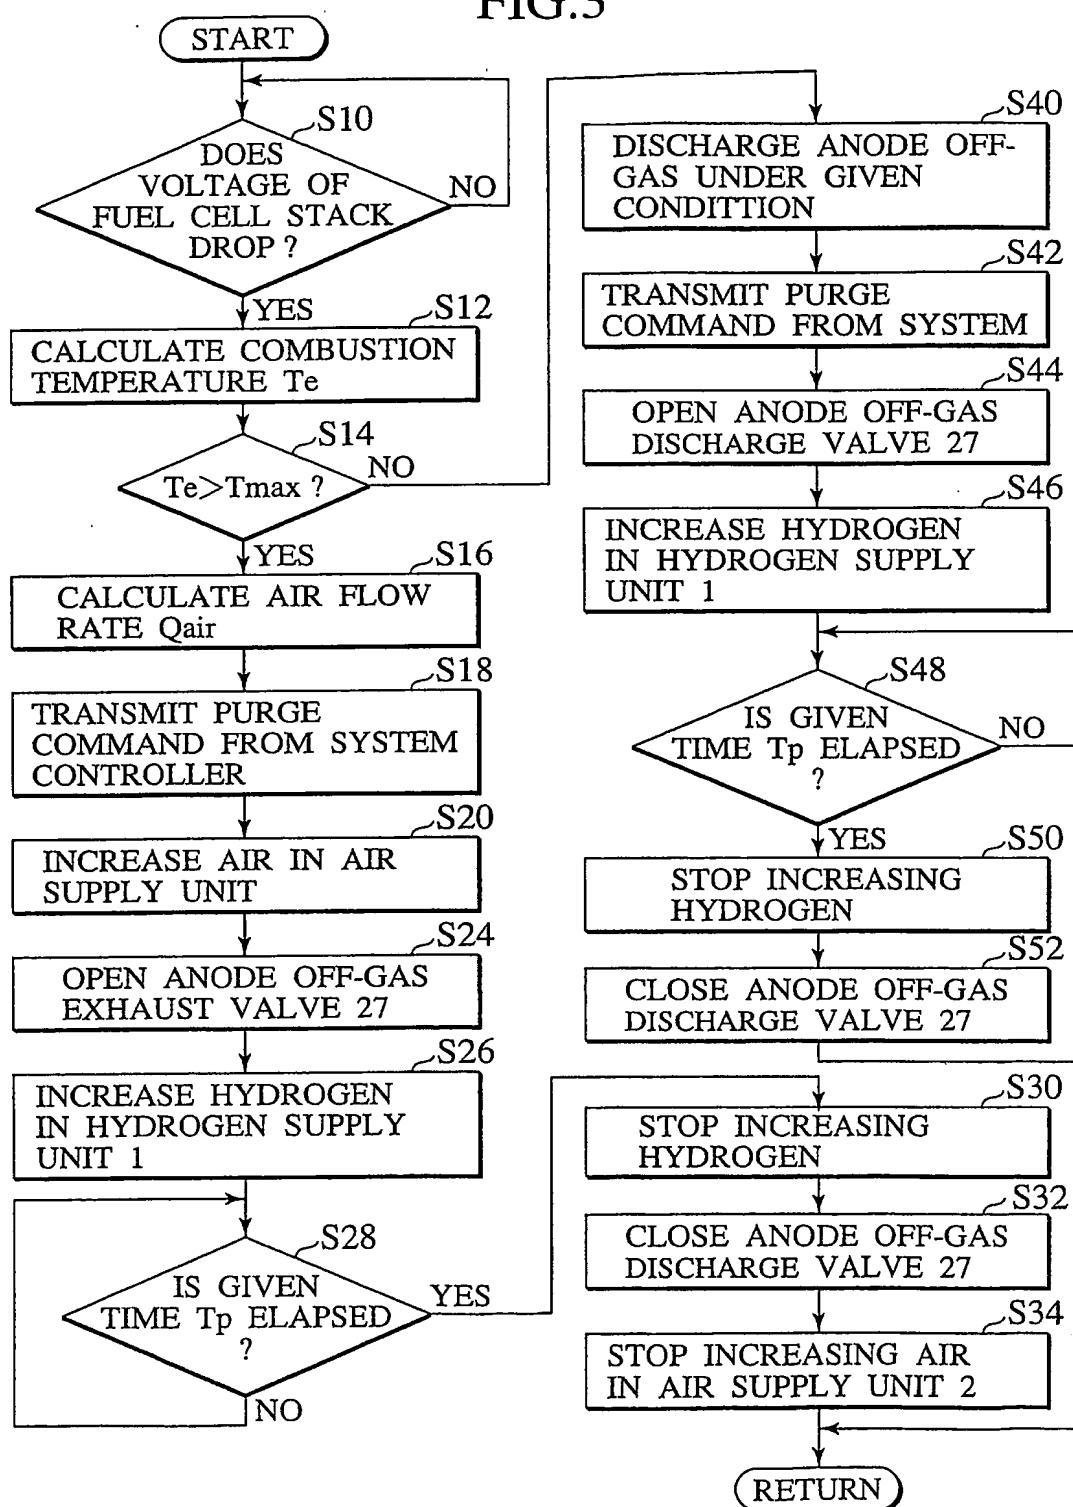 FIG.3
START
S10
DOES
VOLTAGE OF
FUEL CELL STACK
DROP ?
NO
YES
S12
CALCULATE COMBUSTION
TEMPERATURE Te
S14
Te>Tmax ?
NO
YES
S16
CALCULATE AIR FLOW
RATE Qair
S18
TRANSMIT PURGE
COMMAND FROM SYSTEM
CONTROLLER
S20
INCREASE AIR IN AIR
SUPPLY UNIT
S24
OPEN ANODE OFF-GAS
EXHAUST VALVE 27
S26
INCREASE HYDROGEN
IN HYDROGEN SUPPLY
UNIT 1
S28
IS GIVEN
TIME Tp ELAPSED
?
YES
NO
S40
DISCHARGE ANODE OFF-
GAS UNDER GIVEN
CONDITTION
S42
TRANSMIT PURGE
COMMAND FROM SYSTEM
S44
OPEN ANODE OFF-GAS
DISCHARGE VALVE 27
S46
INCREASE HYDROGEN
IN HYDROGEN SUPPLY
UNIT 1
S48
IS GIVEN
TIME Tp ELAPSED
?
NO
YES
S50
STOP INCREASING
HYDROGEN
S52
CLOSE ANODE OFF-GAS
DISCHARGE VALVE 27
S30
STOP INCREASING
HYDROGEN
S32
CLOSE ANODE OFF-GAS
DISCHARGE VALVE 27
S34
STOP INCREASING AIR
IN AIR SUPPLY UNIT 2
RETURN